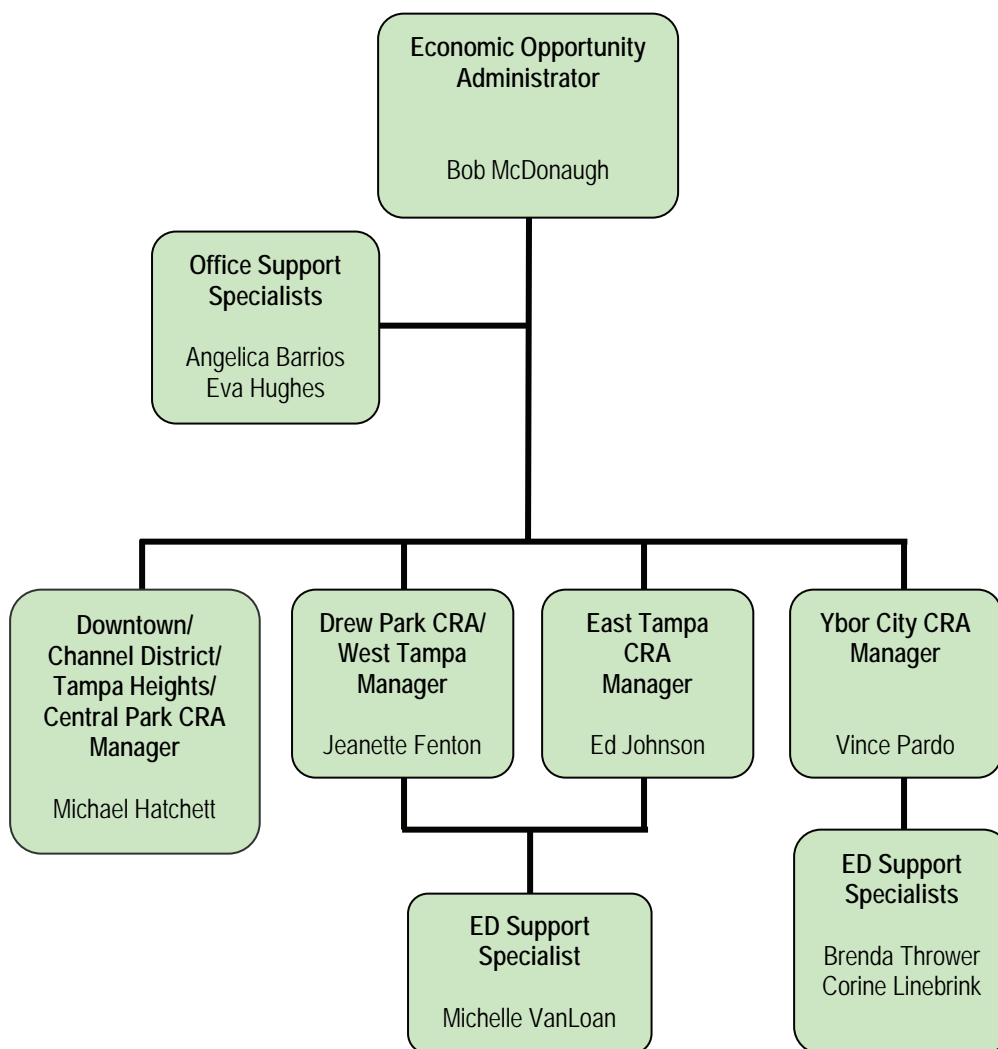 Economic Opportunity
Administrator
Bob McDonaugh
Office Support
Specialists
Angelica Barrios
Eva Hughes
Downtown/
Channel District/
Tampa Heights/
Central Park CRA
Manager
Michael Hatchett
Drew Park CRA/
West Tampa
Manager
Jeanette Fenton
East Tampa
CRA
Manager
Ed Johnson
Ybor City CRA
Manager
Vince Pardo
ED Support
Specialist
Michelle VanLoan
ED Support
Specialists
Brenda Thrower
Corine Linebrink